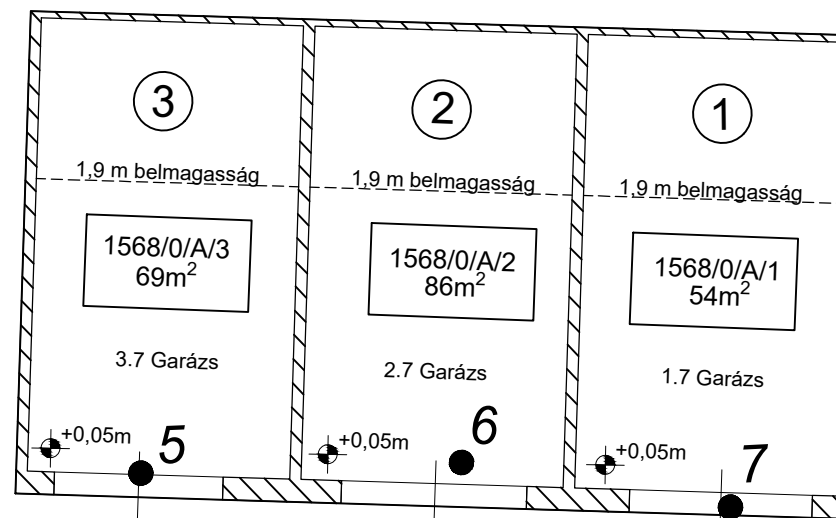 3
2
1
1,9 m belmagasság
1,9 m belmagasság
1,9 m belmagasság
1568/0/A/3
69m²
1568/0/A/2
86m²
1568/0/A/1
54m²
3.7 Garázs
2.7 Garázs
1.7 Garázs
+0,05m
5
+0,05m
6
+0,05m
7